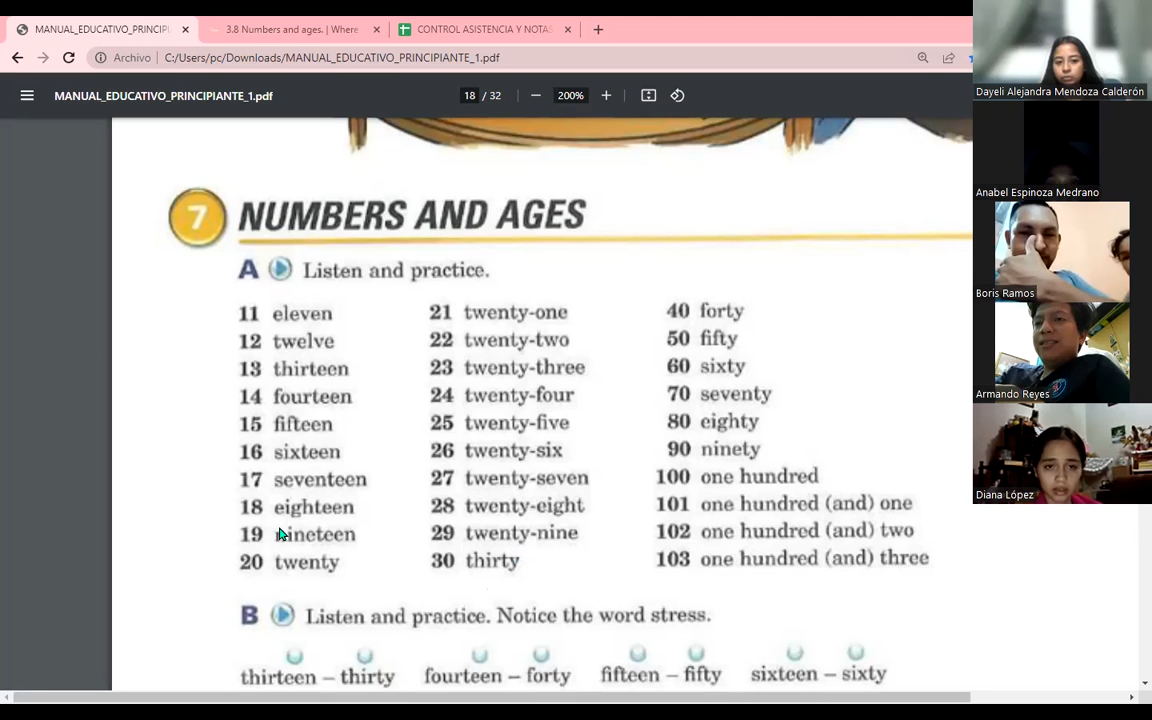 MANUAL_EDUCATIVO_PRINCIPI
3.8 Numbers and ages. | Where
CONTROL ASISTENCIA Y NOTAS
Archivo
C:/Users/pc/Downloads/MANUAL_EDUCATIVO_PRINCIPIANTE_1.pdf
MANUAL_EDUCATIVO_PRINCIPIANTE_1.pdf
18 / 32
200%
7 NUMBERS AND AGES
A Listen and practice.
11 eleven
12 twelve
13 thirteen
14 fourteen
15 fifteen
16 sixteen
17 seventeen
18 eighteen
19 nineteen
20 twenty
21 twenty-one
22 twenty-two
23 twenty-three
24 twenty-four
25 twenty-five
26 twenty-six
27 twenty-seven
28 twenty-eight
29 twenty-nine
30 thirty
40 forty
50 fifty
60 sixty
70 seventy
80 eighty
90 ninety
100 one hundred
101 one hundred (and) one
102 one hundred (and) two
103 one hundred (and) three
B Listen and practice. Notice the word stress.
thirteen – thirty fourteen – forty fifteen – fifty sixteen – sixty
Dayeli Alejandra Mendoza Calderón
Anabel Espinoza Medrano
Boris Ramos
Armando Reyes
Diana López